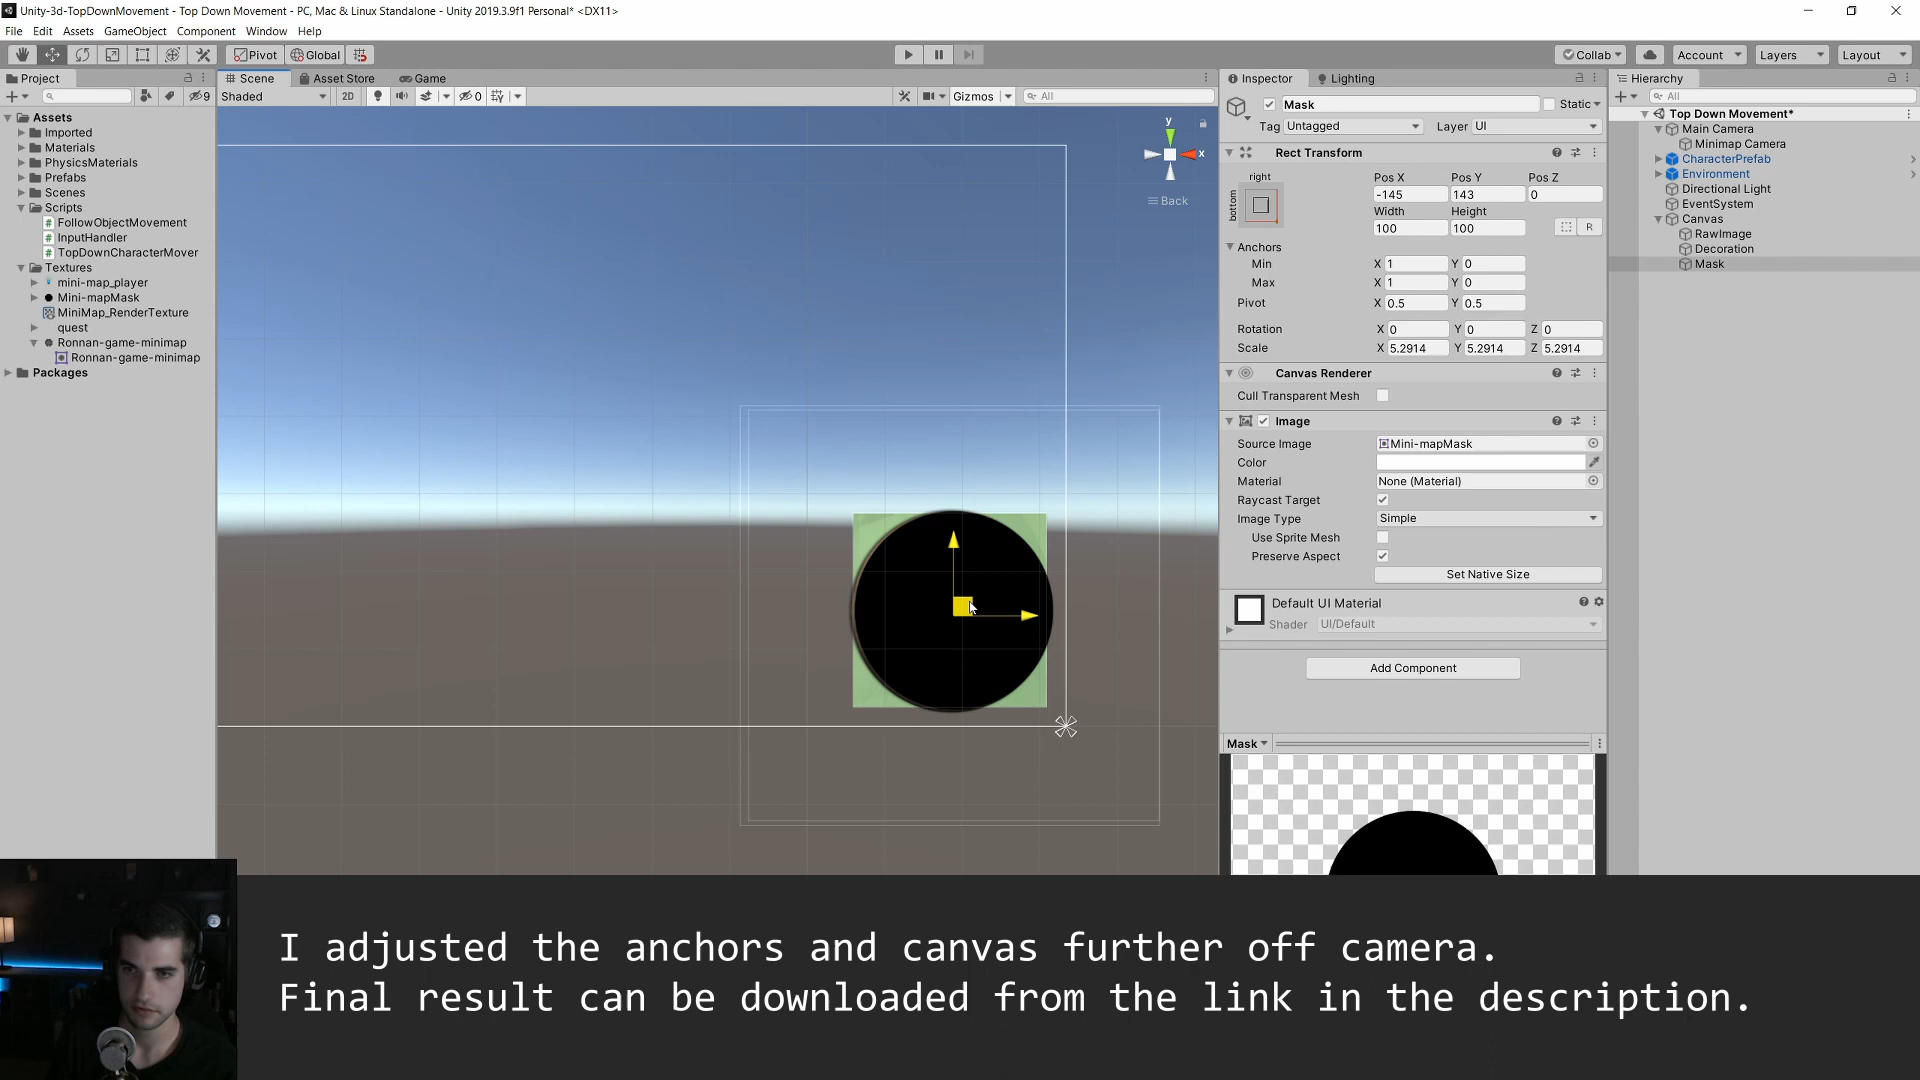 Unity-3d-TopDownMovement - Top Down Movement - PC, Mac & Linux Standalone - Unity 2019.3.9f1 Personal* <DX11>
File Edit Assets GameObject Component Window Help
Pivot Global Collab Account Layers Layout
Project
9
Assets
Imported
Materials
PhysicsMaterials
Prefabs
Scenes
Scripts
FollowObjectMovement
InputHandler
TopDownCharacterMover
Textures
mini-map_player
Mini-mapMask
MiniMap_RenderTexture
quest
Ronnan-game-minimap
Ronnan-game-minimap
Packages
Scene Asset Store Game
Shaded 2D 0 Gizmos All
y
x
Back
Inspector Lighting
Mask Static
Tag Untagged Layer UI
Rect Transform
right
bottom
Pos X Pos Y Pos Z
-145 143 0
Width Height
100 100 R
Anchors
Min X 1 Y 0
Max X 1 Y 0
Pivot X 0.5 Y 0.5
Rotation X 0 Y 0 Z 0
Scale X 5.2914 Y 5.2914 Z 5.2914
Canvas Renderer
Cull Transparent Mesh
Image
Source Image Mini-mapMask
Color
Material None (Material)
Raycast Target
Image Type Simple
Use Sprite Mesh
Preserve Aspect
Set Native Size
Default UI Material
Shader UI/Default
Add Component
Mask
Hierarchy
All
Top Down Movement*
Main Camera
Minimap Camera
CharacterPrefab
Environment
Directional Light
EventSystem
Canvas
RawImage
Decoration
Mask
I adjusted the anchors and canvas further off camera.
Final result can be downloaded from the link in the description.